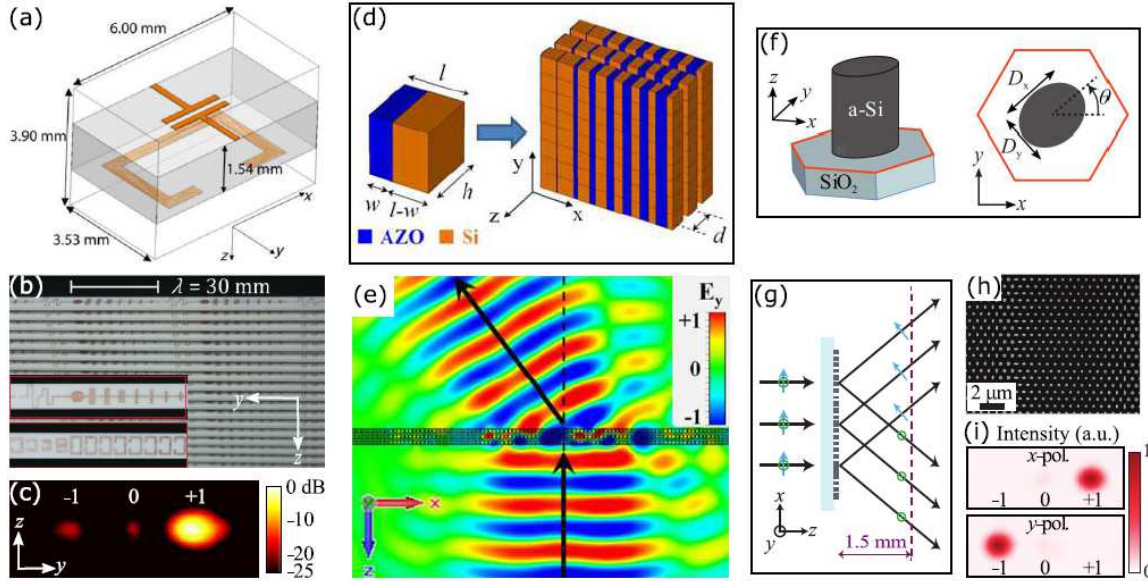 (a)
6.00 mm
3.90 mm
1.54 mm
3.53 mm
x
y
z
(b)
λ = 30 mm
y
z
(c)
-1 0 +1
z
y
0 dB
-10
-20
-25
(d)
l
h
w l-w
y
x
z
d
AZO Si
(e)
E_y
+1
0
-1
x
y
z
(f)
z
y
x
a-Si
SiO₂
D_x
D_y
θ
y
x
(g)
x
y z
1.5 mm
(h)
2 μm
(i) Intensity (a.u.)
x-pol.
-1 0 +1
y-pol.
-1 0 +1
1
0